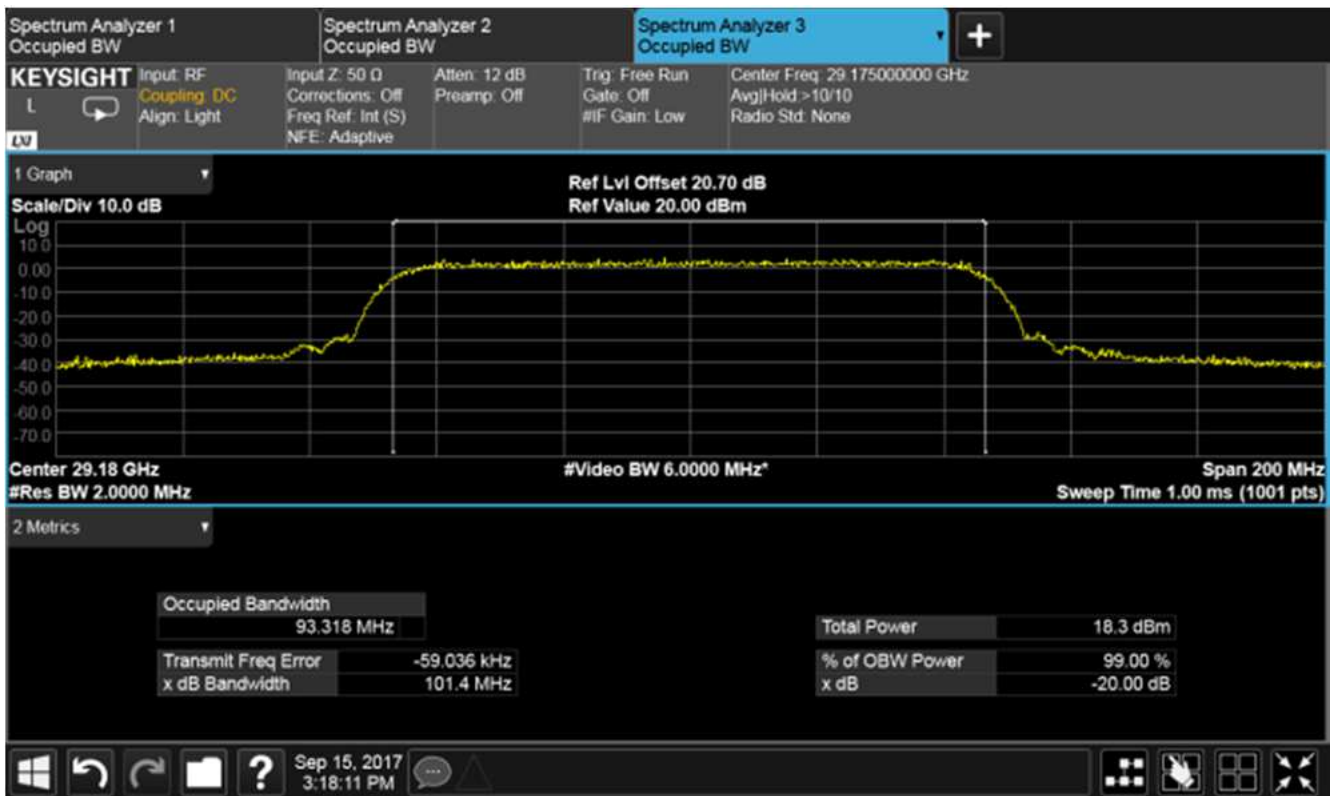 Spectrum Analyzer 1
Occupied BW
Spectrum Analyzer 2
Occupied BW
Spectrum Analyzer 3
Occupied BW
KEYSIGHT
L
LXI
Input: RF
Coupling: DC
Align: Light
Input Z: 50 Ω
Corrections: Off
Freq Ref: Int (S)
NFE: Adaptive
Atten: 12 dB
Preamp: Off
Trig: Free Run
Gate: Off
#IF Gain: Low
Center Freq: 29.175000000 GHz
Avg|Hold:>10/10
Radio Std: None
1 Graph
Scale/Div 10.0 dB
Ref Lvl Offset 20.70 dB
Ref Value 20.00 dBm
Log
10.0
0.00
-10.0
-20.0
-30.0
-40.0
-50.0
-60.0
-70.0
Center 29.18 GHz
#Video BW 6.0000 MHz*
Span 200 MHz
#Res BW 2.0000 MHz
Sweep Time 1.00 ms (1001 pts)
2 Metrics
Occupied Bandwidth
93.318 MHz
Total Power 18.3 dBm
Transmit Freq Error -59.036 kHz
% of OBW Power 99.00 %
x dB Bandwidth 101.4 MHz
x dB -20.00 dB
Sep 15, 2017
3:18:11 PM